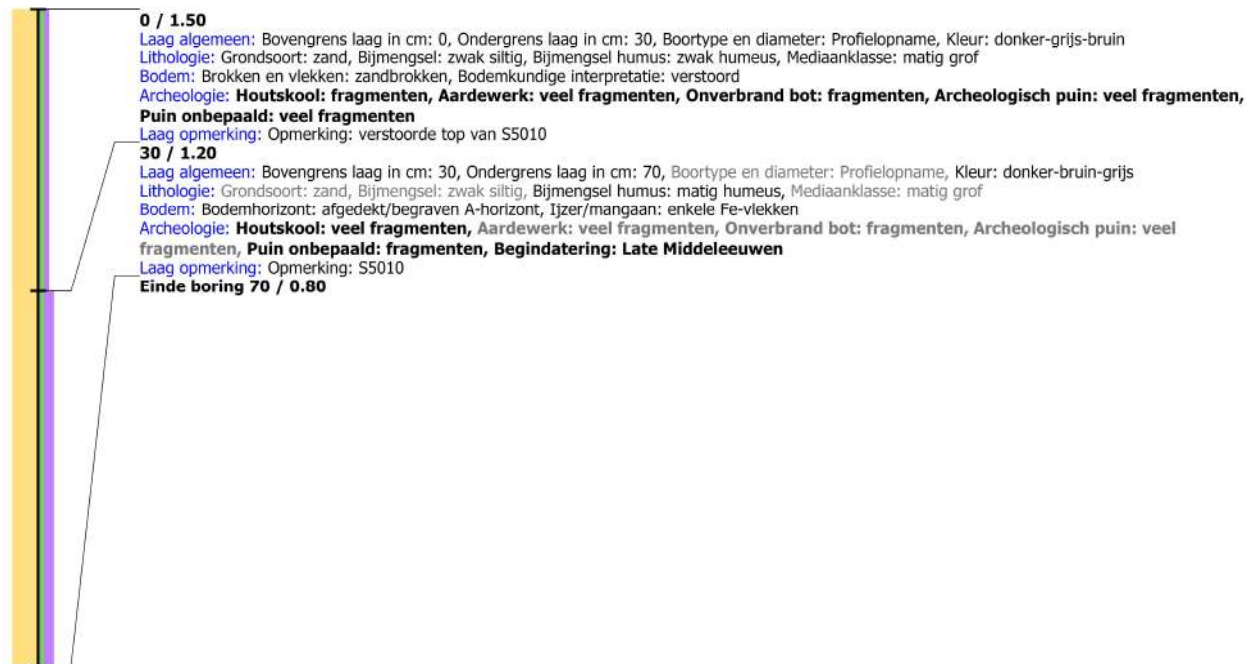 0 / 1.50
Laag algemeen: Bovengrens laag in cm: 0, Ondergrens laag in cm: 30, Boortype en diameter: Profielopname, Kleur: donker-grijs-bruin
Lithologie: Grondsoort: zand, Bijmengsel: zwak siltig, Bijmengsel humus: zwak humeus, Mediaanklasse: matig grof
Bodem: Brokken en vlekken: zandbrokken, Bodemkundige interpretatie: verstoord
Archeologie: Houtskool: fragmenten, Aardewerk: veel fragmenten, Onverbrand bot: fragmenten, Archeologisch puin: veel fragmenten,
Puin onbepaald: veel fragmenten
Laag opmerking: Opmerking: verstoorde top van S5010
30 / 1.20
Laag algemeen: Bovengrens laag in cm: 30, Ondergrens laag in cm: 70, Boortype en diameter: Profielopname, Kleur: donker-bruin-grijs
Lithologie: Grondsoort: zand, Bijmengsel: zwak siltig, Bijmengsel humus: matig humeus, Mediaanklasse: matig grof
Bodem: Bodemhorizont: afgedekt/begraven A-horizont, Ijzer/mangaan: enkele Fe-vlekken
Archeologie: Houtskool: veel fragmenten, Aardewerk: veel fragmenten, Onverbrand bot: fragmenten, Archeologisch puin: veel
fragmenten, Puin onbepaald: fragmenten, Begindatering: Late Middeleeuwen
Laag opmerking: Opmerking: S5010
Einde boring 70 / 0.80